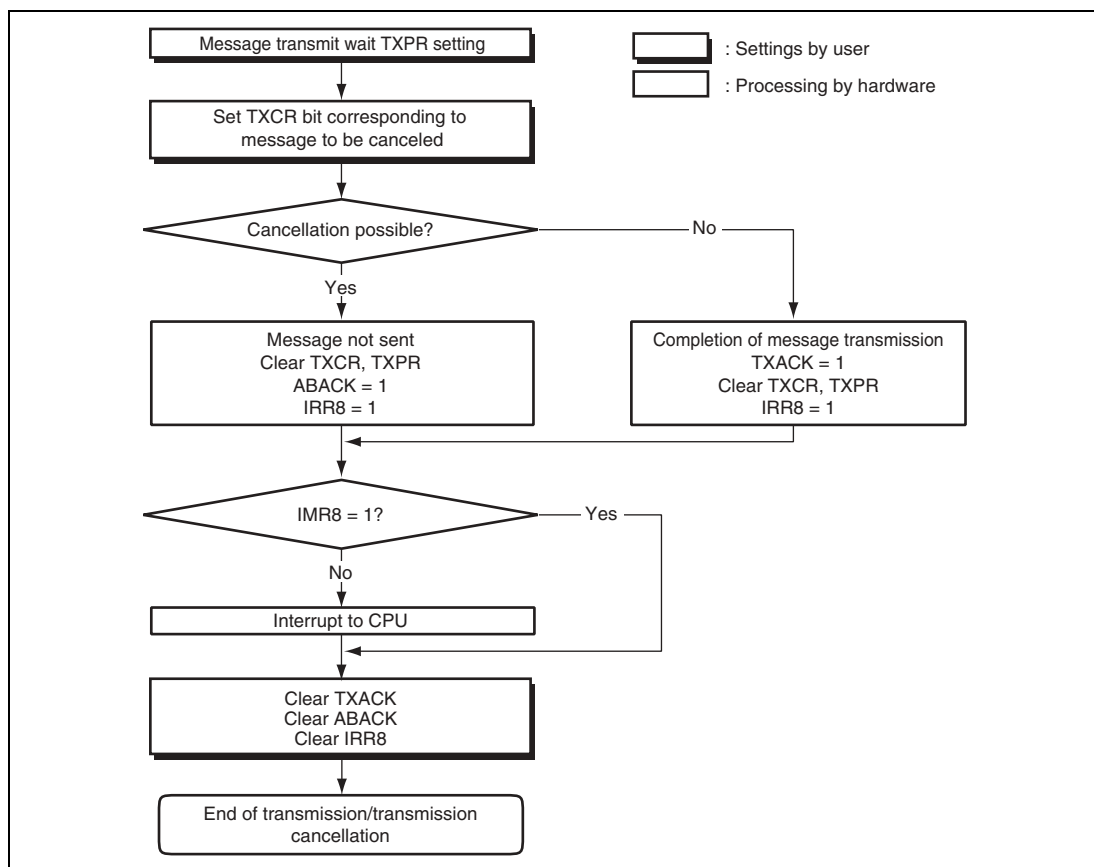 Message transmit wait TXPR setting
: Settings by user
: Processing by hardware
Set TXCR bit corresponding to
message to be canceled
Cancellation possible?
No
Yes
Message not sent
Clear TXCR, TXPR
ABACK = 1
IRR8 = 1
Completion of message transmission
TXACK = 1
Clear TXCR, TXPR
IRR8 = 1
IMR8 = 1?
Yes
No
Interrupt to CPU
Clear TXACK
Clear ABACK
Clear IRR8
End of transmission/transmission
cancellation